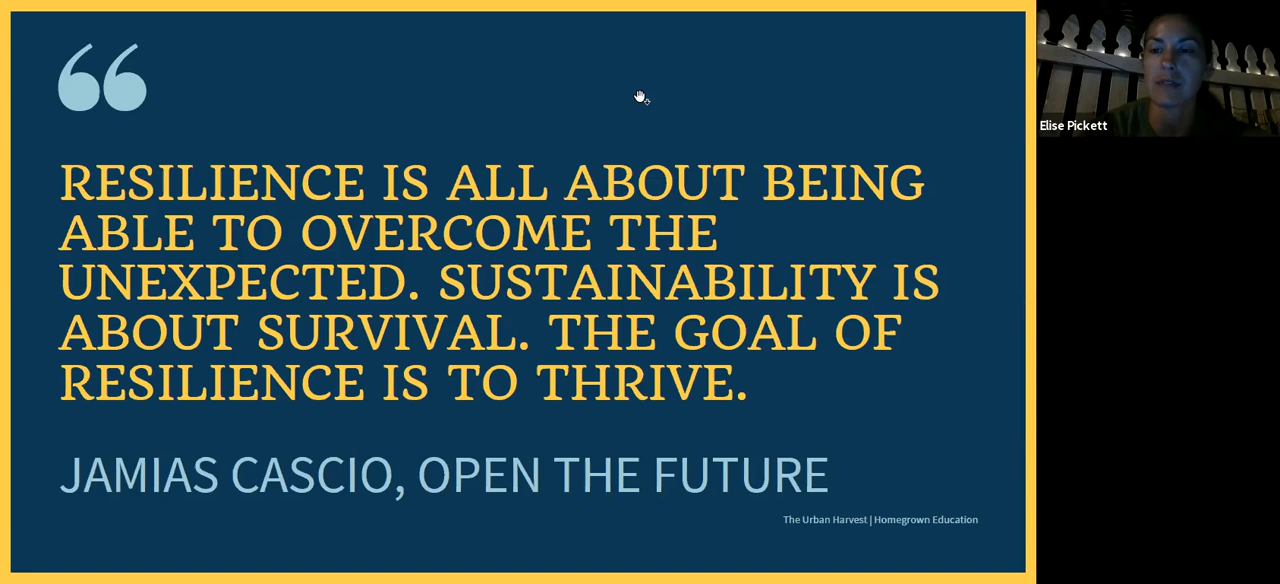 RESILIENCE IS ALL ABOUT BEING
ABLE TO OVERCOME THE
UNEXPECTED. SUSTAINABILITY IS
ABOUT SURVIVAL. THE GOAL OF
RESILIENCE IS TO THRIVE.
JAMIAS CASCIO, OPEN THE FUTURE
The Urban Harvest | Homegrown Education
Elise Pickett